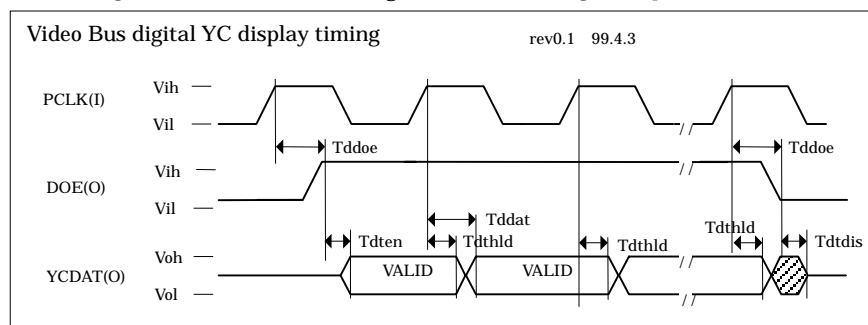 Video Bus digital YC display timing
rev0.1 99.4.3
PCLK(I)
Vih
Vil
Tddoe
Tddoe
DOE(O)
Vih
Vil
Tddat
Tdten
Tdthld
Tdthld
Tdthld
Tdtdis
YCDAT(O)
Voh
Vol
VALID
VALID